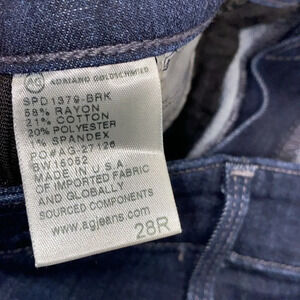 AG
ADRIANO GOLDSCHMIED
SPD1379-BRK
58% RAYON
21% COTTON
20% POLYESTER
1% SPANDEX
PO#AG-27126
BW16052
MADE IN U.S.A
OF IMPORTED FABRIC
AND GLOBALLY
SOURCED COMPONENTS
www.agjeans.com
28R